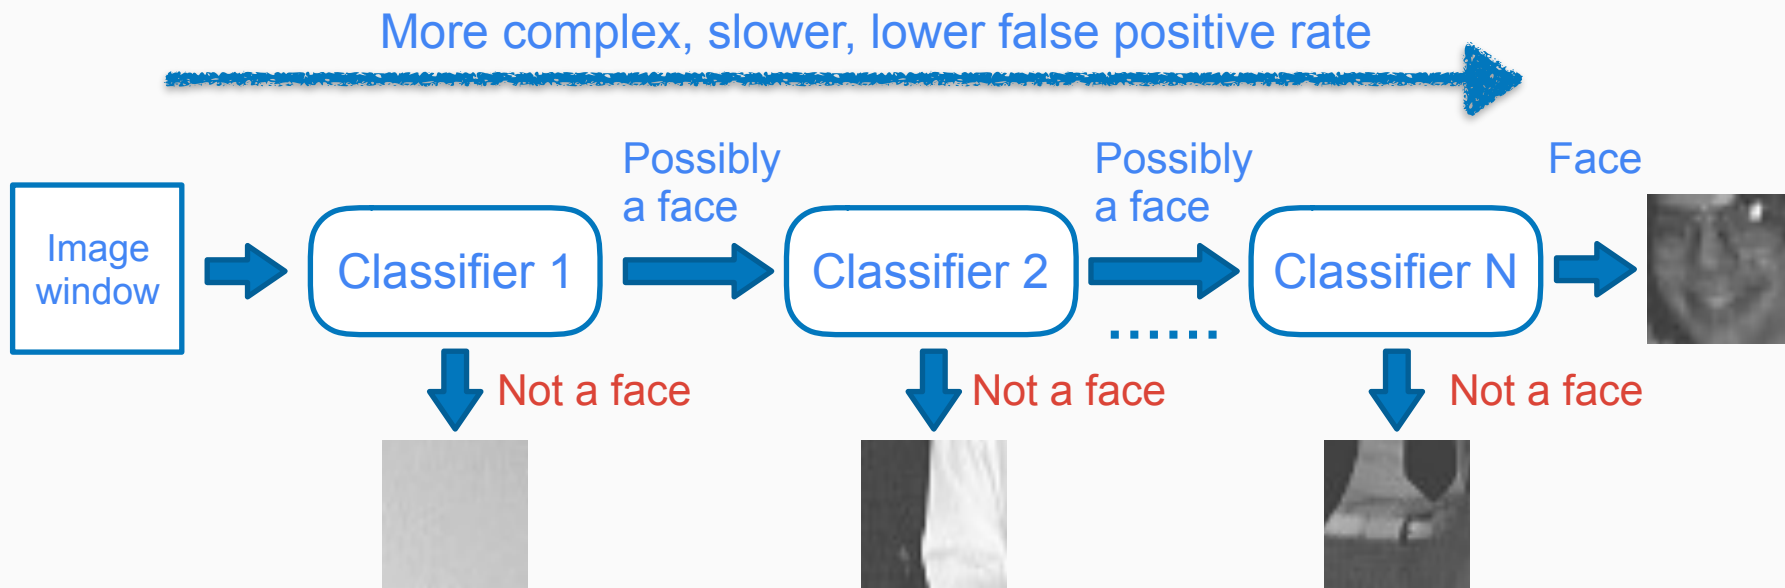 More complex, slower, lower false positive rate
Image
window
Classifier 1
Possibly
a face
Classifier 2
Possibly
a face
......
Classifier N
Face
Not a face
Not a face
Not a face